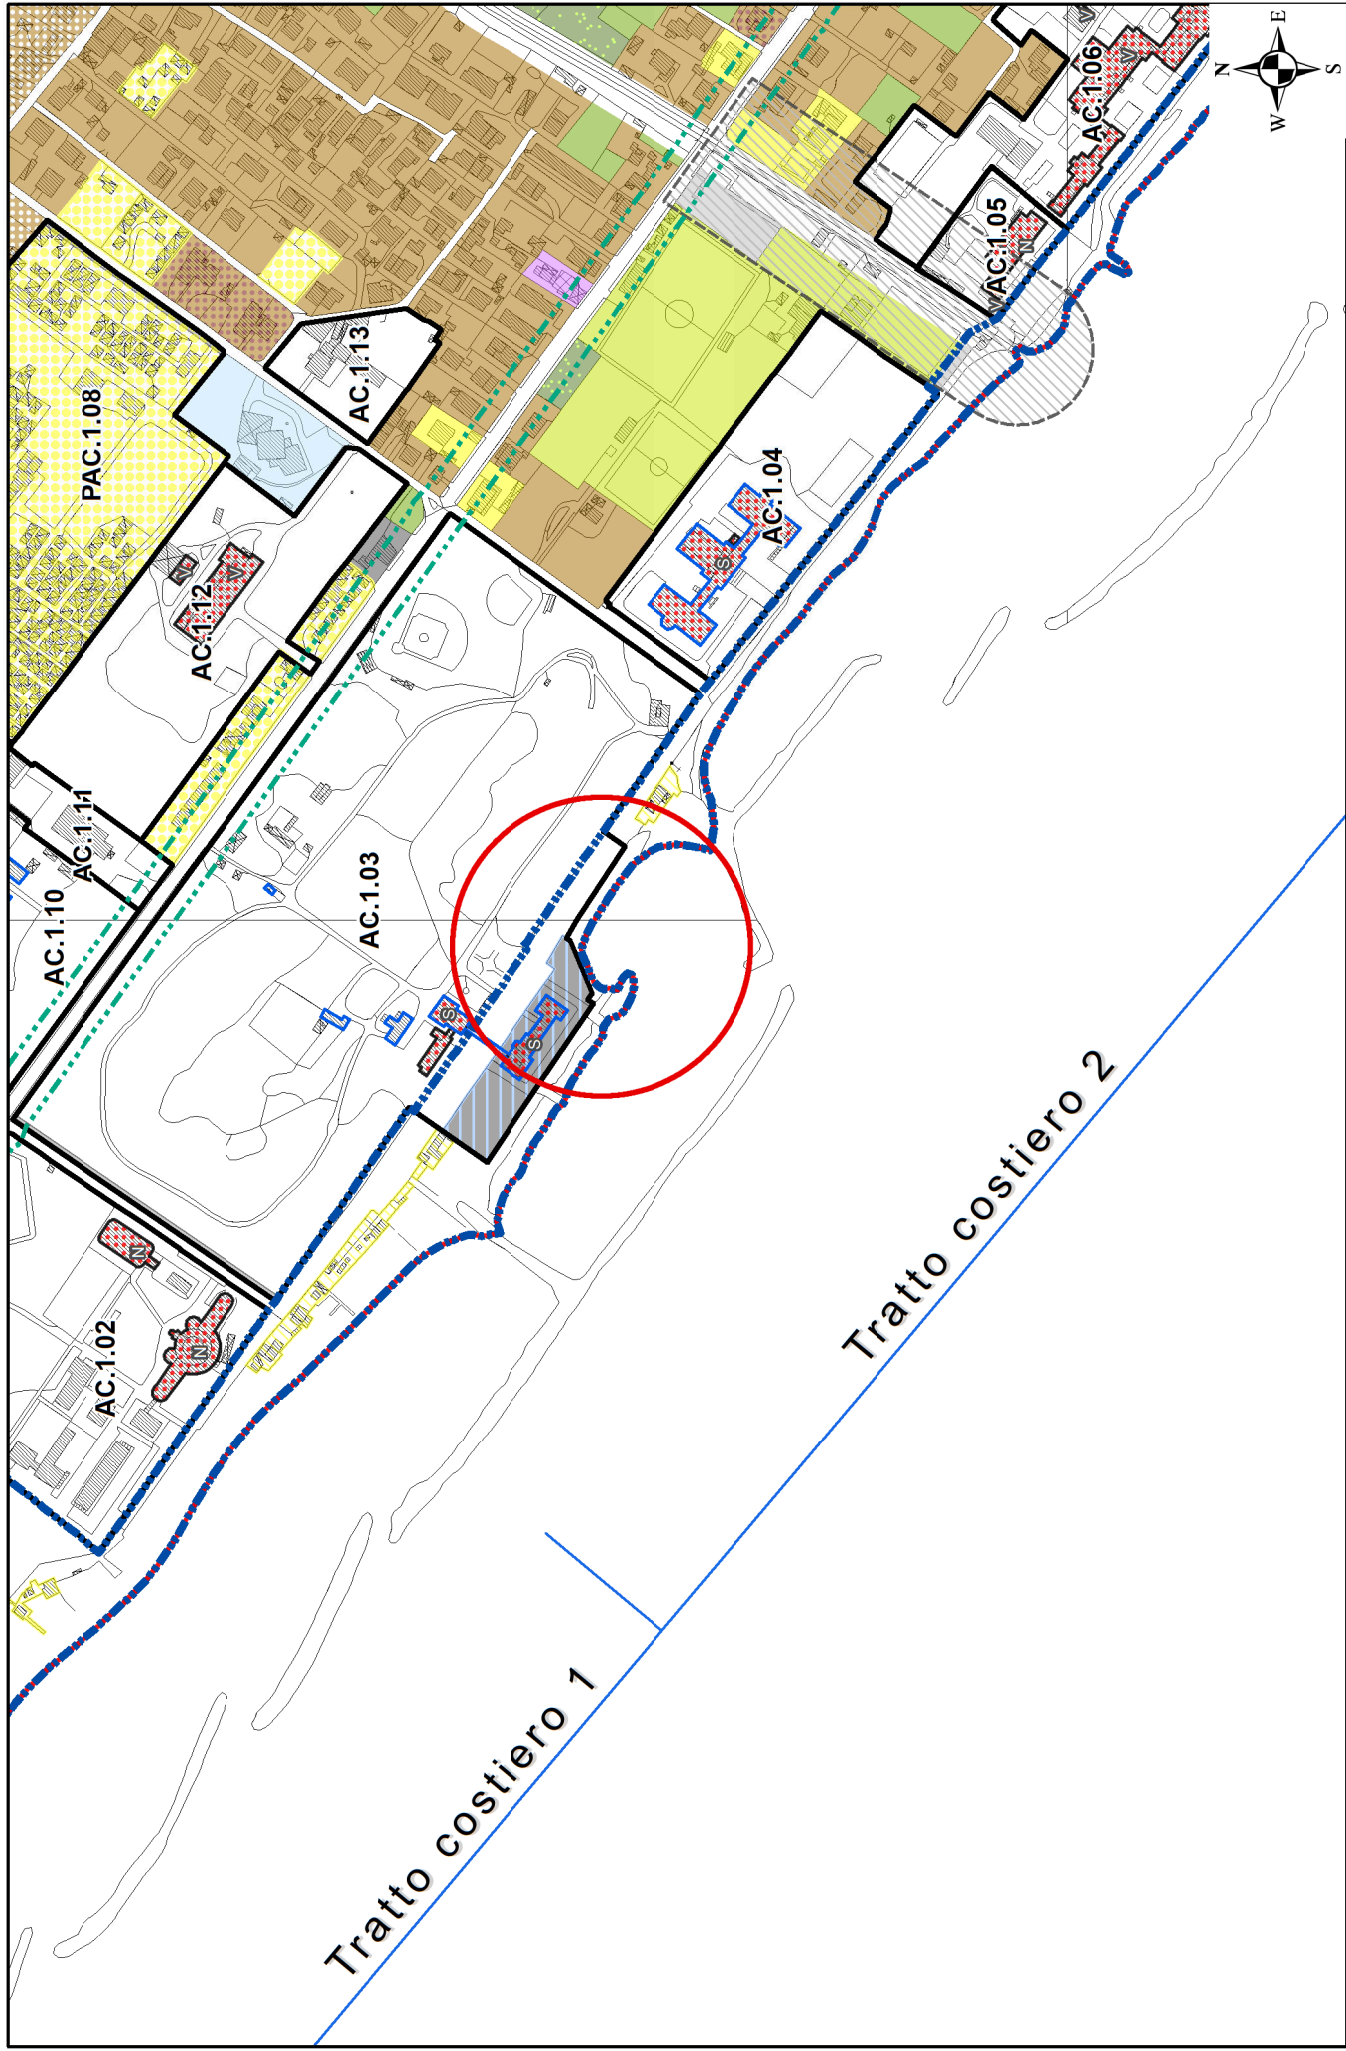 PAC.1.08
AC.1.13
AC.1.12
AC.1.11
AC.1.10
AC.1.06
AC.1.05
AC.1.04
AC.1.03
AC.1.02
V
V
V
V
N
V
S
S
S
N
N
N
E
S
W
Tratto costiero 1
Tratto costiero 2